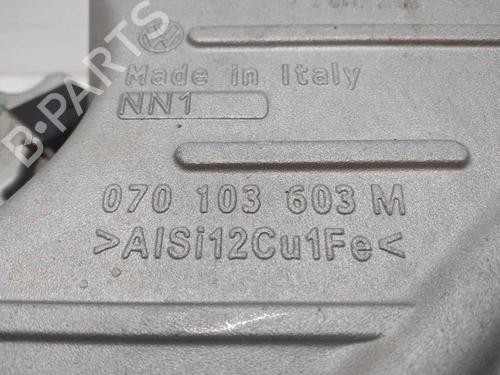 Made in Italy
NN1
070 103 603 M
>AlSi12Cu1Fe<
B-PARTS